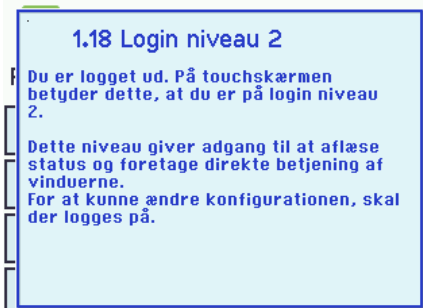 1.18 Login niveau 2
Du er logget ud. På touchskærmen
betyder dette, at du er på login niveau
2.
Dette niveau giver adgang til at aflæse
status og foretage direkte betjening af
vinduerne.
For at kunne ændre konfigurationen, skal
der logges på.